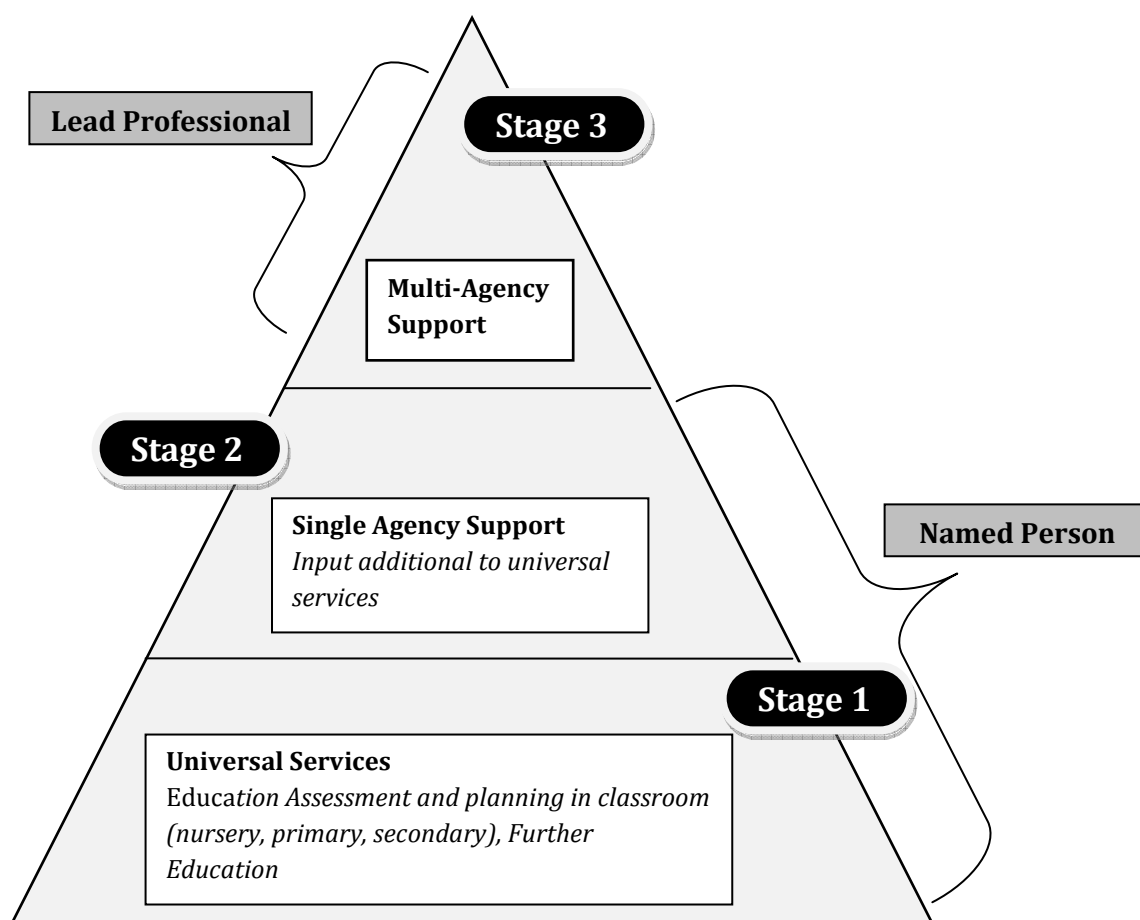 Lead Professional
Stage 3
Multi-Agency
Support
Stage 2
Single Agency Support
Input additional to universal
services
Named Person
Stage 1
Universal Services
Education Assessment and planning in classroom
(nursery, primary, secondary), Further
Education